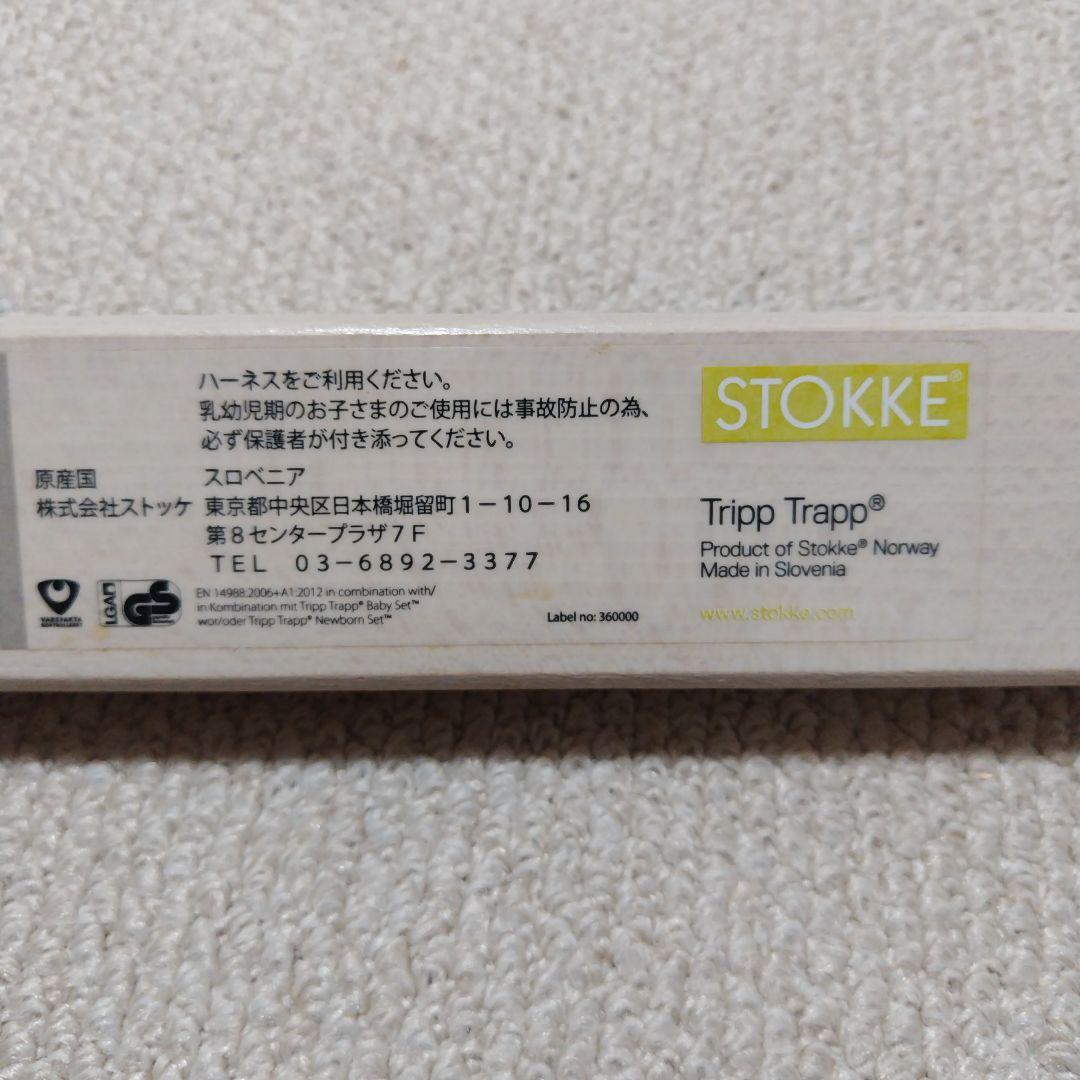 ハーネスをご利用ください。
乳幼児期のお子さまのご使用には事故防止の為、
必ず保護者が付き添ってください。
原産国 スロベニア
株式会社ストッケ 東京都中央区日本橋堀留町1-10-16
第8センタープラザ7F
TEL 03-6892-3377
VAREFAKTA
KONTROLLERET
LGA
GS
EN 14988:2006+A1:2012 in combination with/
in Kombination mit Tripp Trapp® Baby Set™
wor/oder Tripp Trapp® Newborn Set™
Label no: 360000
STOKKE®
Tripp Trapp®
Product of Stokke® Norway
Made in Slovenia
www.stokke.com